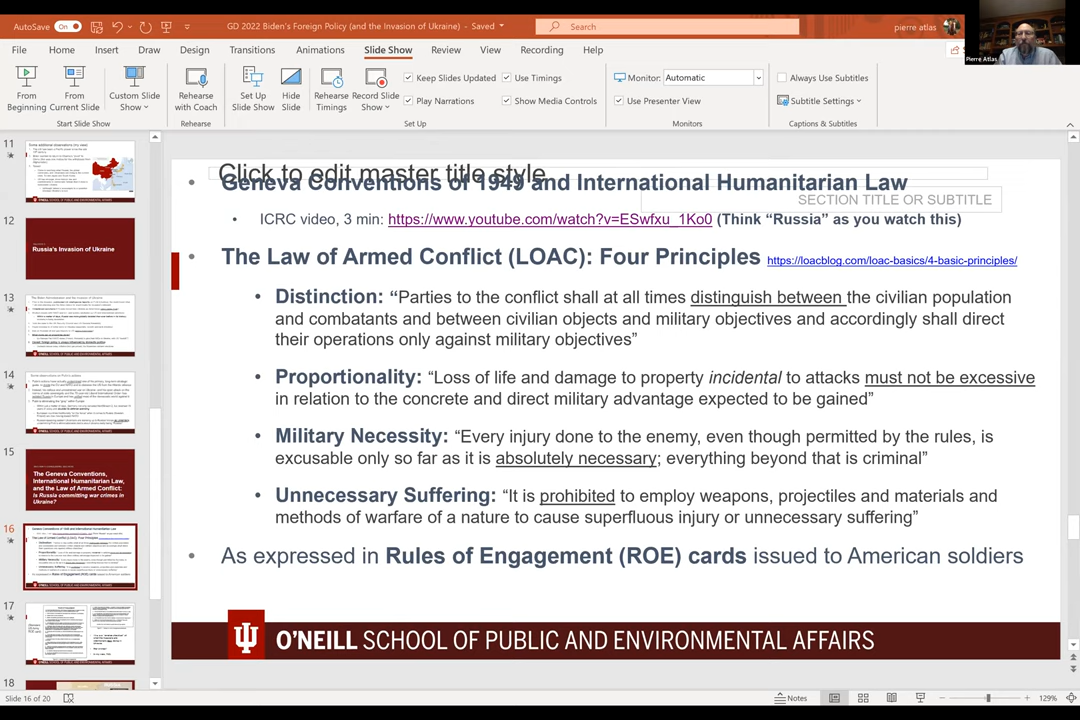 AutoSave On GD 2022 Biden's Foreign Policy (and the Invasion of Ukraine) - Saved Search pierre atlas
File Home Insert Draw Design Transitions Animations Slide Show Review View Recording Help
Pierre Atlas
From Beginning From Current Slide Custom Slide Show Rehearse with Coach Set Up Slide Show Hide Slide Rehearse Timings Record Slide Show
Keep Slides Updated Use Timings
Play Narrations Show Media Controls
Monitor: Automatic
Use Presenter View
Always Use Subtitles
Subtitle Settings
Start Slide Show Rehearse Set Up Monitors Captions & Subtitles
11
12
Russia's Invasion of Ukraine
13
14
15
The Geneva Conventions,
International Humanitarian Law,
and the Law of Armed Conflict:
Is Russia committing war crimes in
Ukraine?
16
17
18
Click to edit master title style
Geneva Conventions of 1949 and International Humanitarian Law
SECTION TITLE OR SUBTITLE
• ICRC video, 3 min: https://www.youtube.com/watch?v=ESwfxu_1Ko0 (Think “Russia” as you watch this)
• The Law of Armed Conflict (LOAC): Four Principles https://loacblog.com/loac-basics/4-basic-principles/
• Distinction: “Parties to the conflict shall at all times distinguish between the civilian population
and combatants and between civilian objects and military objectives and accordingly shall direct
their operations only against military objectives”
• Proportionality: “Loss of life and damage to property incidental to attacks must not be excessive
in relation to the concrete and direct military advantage expected to be gained”
• Military Necessity: “Every injury done to the enemy, even though permitted by the rules, is
excusable only so far as it is absolutely necessary; everything beyond that is criminal”
• Unnecessary Suffering: “It is prohibited to employ weapons, projectiles and materials and
methods of warfare of a nature to cause superfluous injury or unnecessary suffering”
• As expressed in Rules of Engagement (ROE) cards issued to American soldiers
O'NEILL SCHOOL OF PUBLIC AND ENVIRONMENTAL AFFAIRS
Slide 16 of 20 Notes 129%